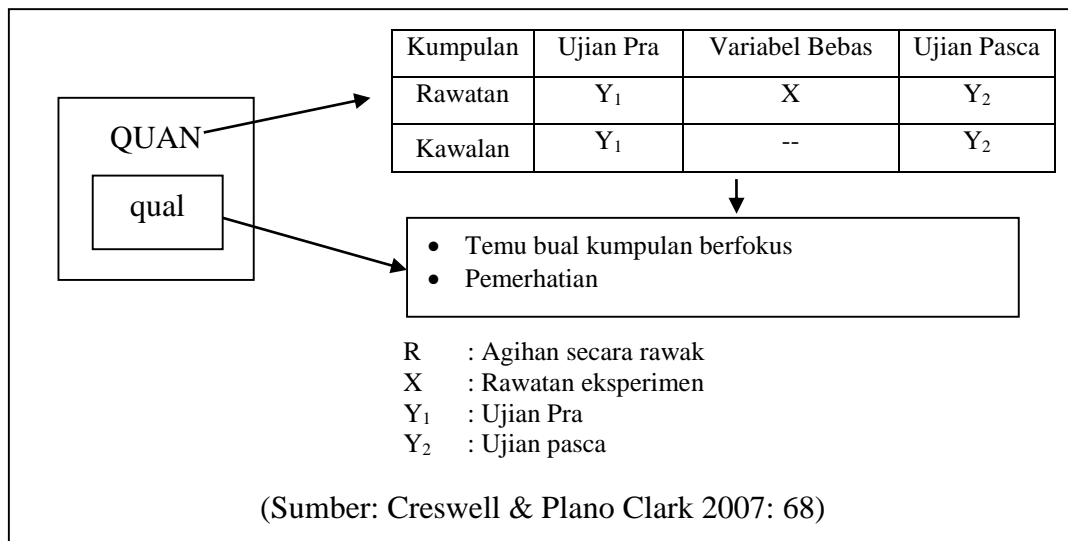 Kumpulan Ujian Pra Variabel Bebas Ujian Pasca
Rawatan Y₁ X Y₂
Kawalan Y₁ -- Y₂
QUAN
qual
• Temu bual kumpulan berfokus
• Pemerhatian
R : Agihan secara rawak
X : Rawatan eksperimen
Y₁ : Ujian Pra
Y₂ : Ujian pasca
(Sumber: Creswell & Plano Clark 2007: 68)